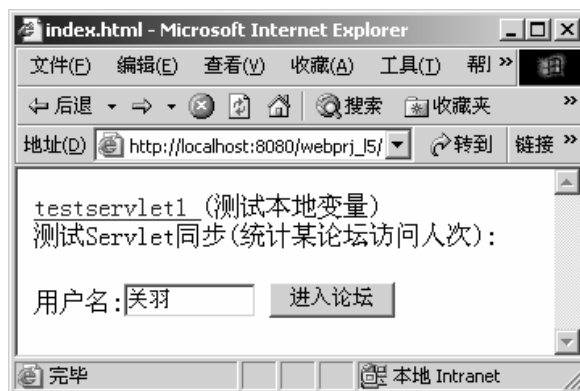 index.html - Microsoft Internet Explorer
文件(F) 编辑(E) 查看(V) 收藏(A) 工具(T) 帮 »
后退 搜索 收藏夹 »
地址(D) http://localhost:8080/webprj_l5/ 转到 链接 »
testservlet1 (测试本地变量)
测试Servlet同步(统计某论坛访问人次):
用户名:关羽 进入论坛
完毕 本地 Intranet